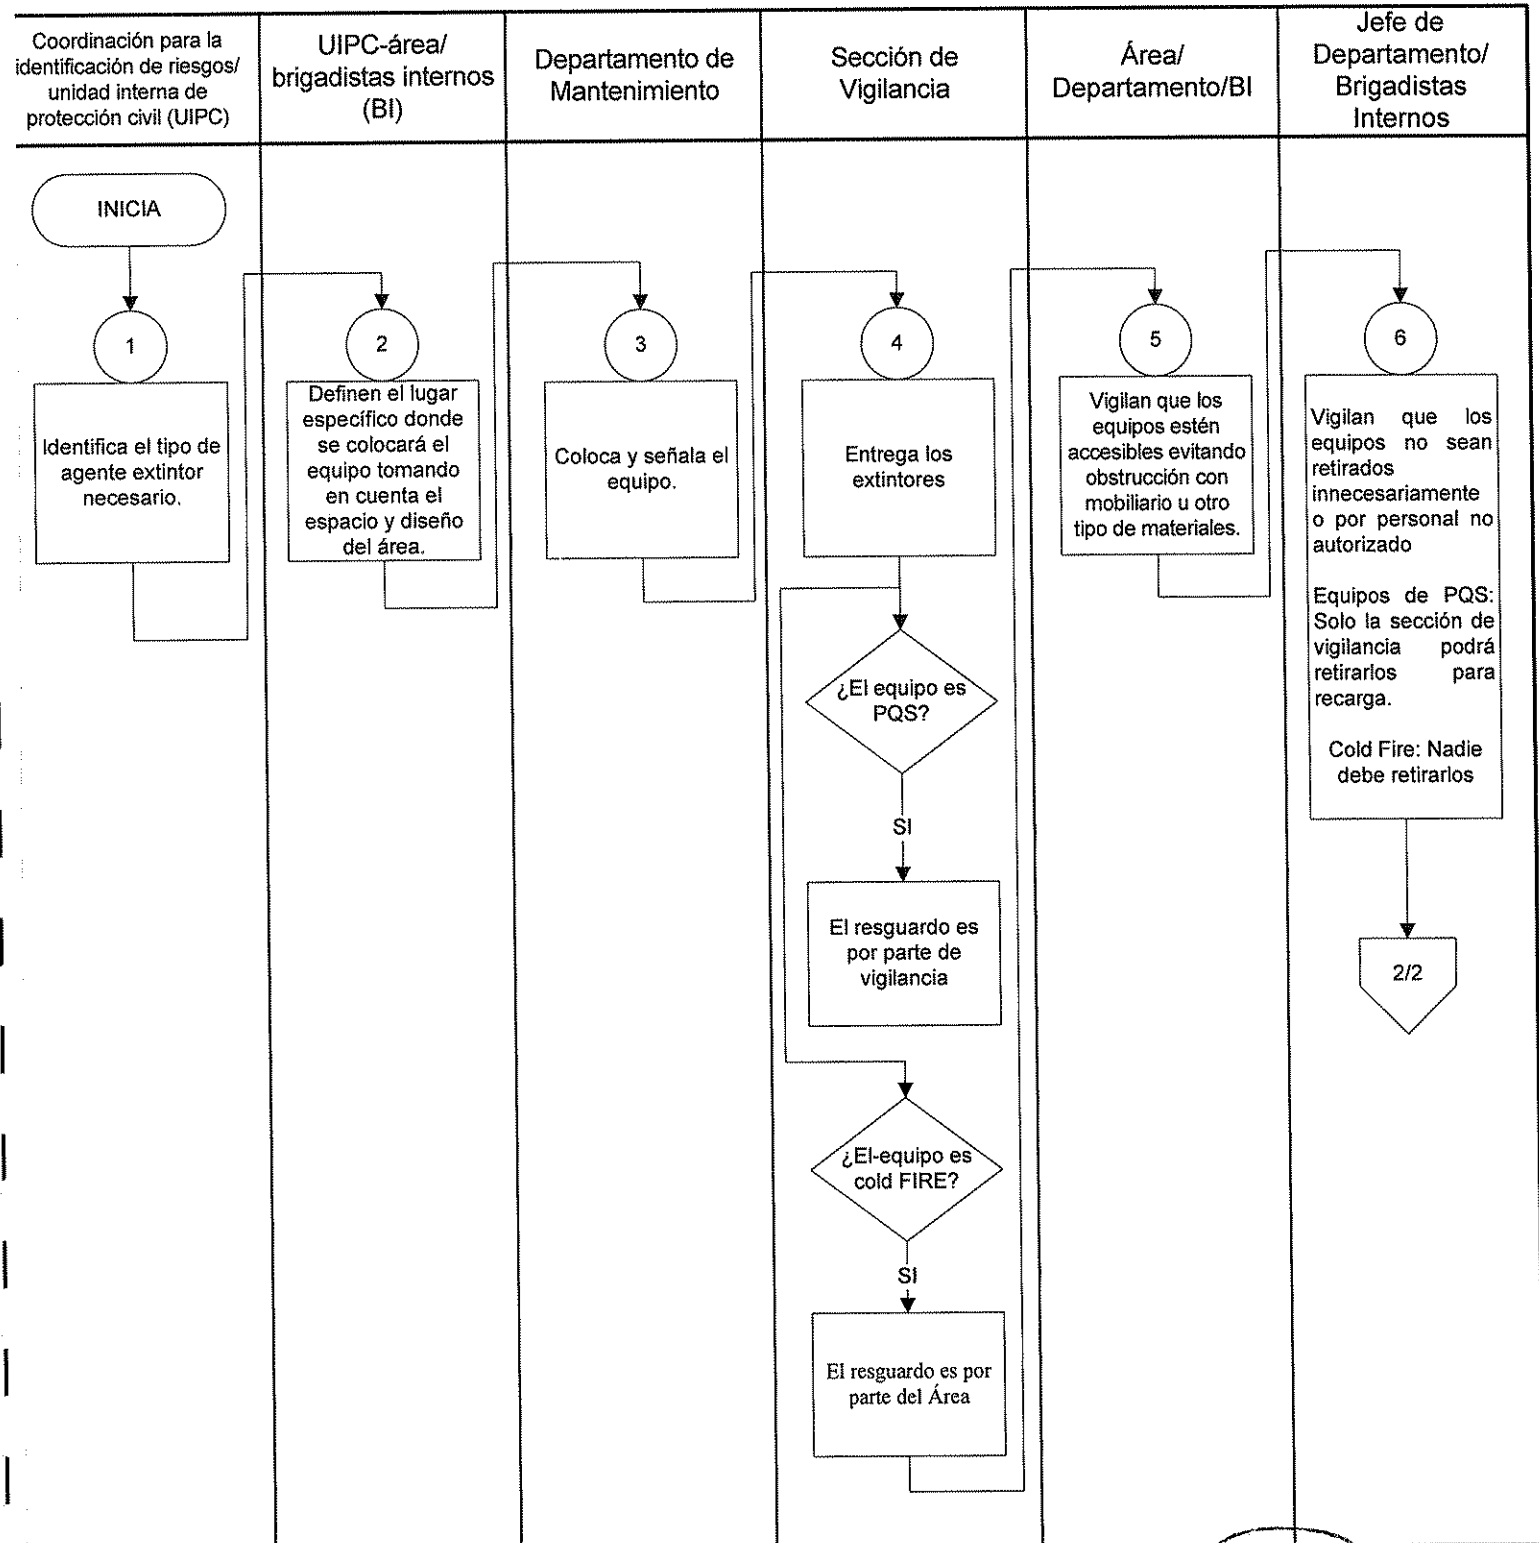 Coordinación para la
identificación de riesgos/
unidad interna de
protección civil (UIPC)
UIPC-área/
brigadistas internos
(BI)
Departamento de
Mantenimiento
Sección de
Vigilancia
Área/
Departamento/BI
Jefe de
Departamento/
Brigadistas
Internos
INICIA
1
Identifica el tipo de
agente extintor
necesario.
2
Definen el lugar
específico donde
se colocará el
equipo tomando
en cuenta el
espacio y diseño
del área.
3
Coloca y señala el
equipo.
4
Entrega los
extintores
¿El equipo es
PQS?
SI
El resguardo es
por parte de
vigilancia
¿El-equipo es
cold FIRE?
SI
El resguardo es por
parte del Área
5
Vigilan que los
equipos estén
accesibles evitando
obstrucción con
mobiliario u otro
tipo de materiales.
6
Vigilan que los
equipos no sean
retirados
innecesariamente
o por personal no
autorizado
Equipos de PQS:
Solo la sección de
vigilancia podrá
retirarlos para
recarga.
Cold Fire: Nadie
debe retirarlos
2/2